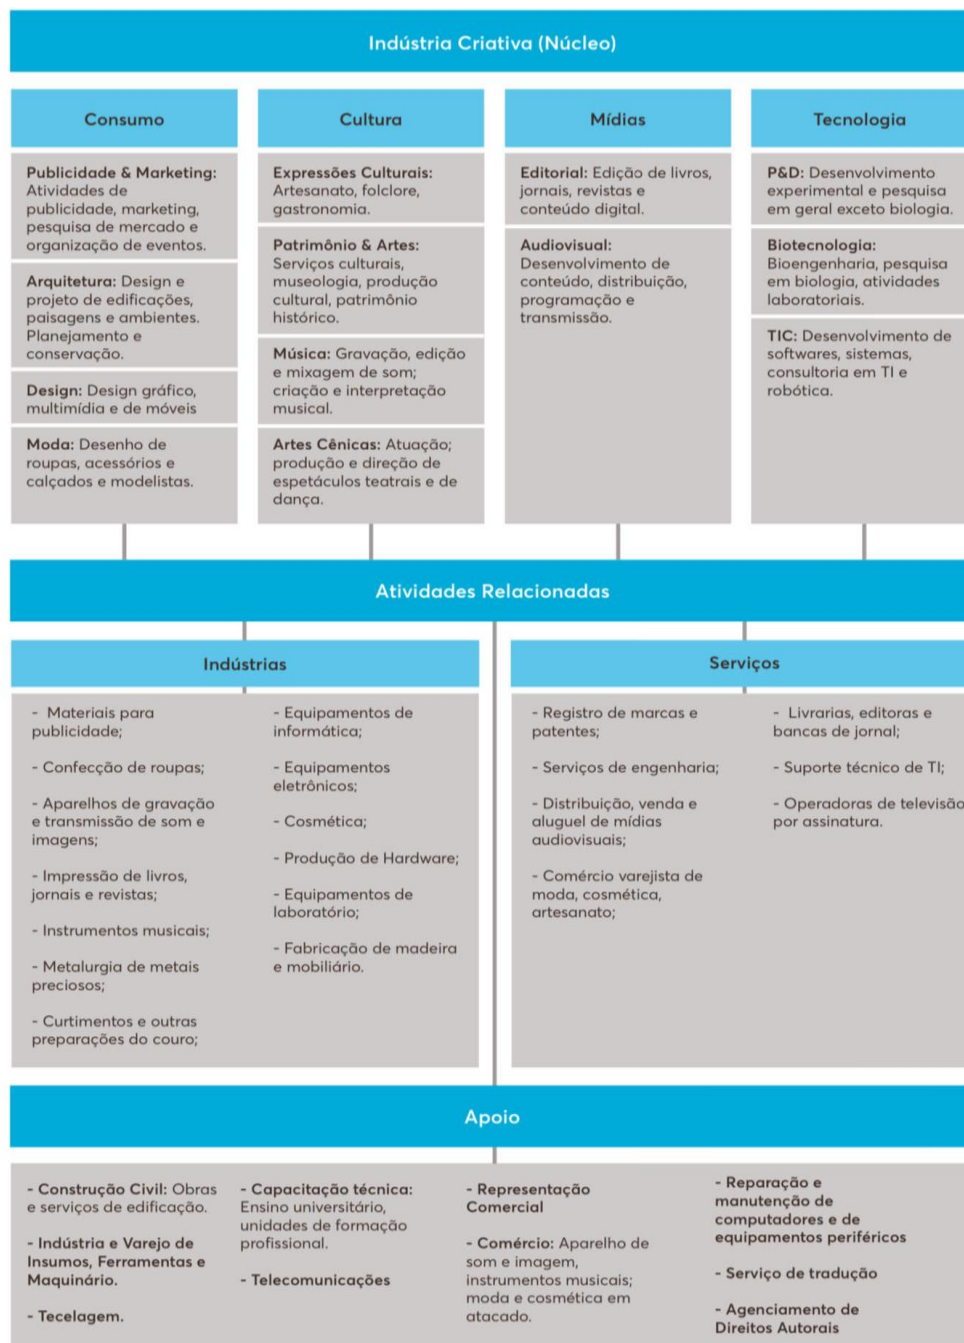 Indústria Criativa (Núcleo)
Consumo
Publicidade & Marketing:
Atividades de
publicidade, marketing,
pesquisa de mercado e
organização de eventos.
Arquitetura: Design e
projeto de edificações,
paisagens e ambientes.
Planejamento e
conservação.
Design: Design gráfico,
multimídia e de móveis
Moda: Desenho de
roupas, acessórios e
calçados e modelistas.
Cultura
Expressões Culturais:
Artesanato, folclore,
gastronomia.
Patrimônio & Artes:
Serviços culturais,
museologia, produção
cultural, patrimônio
histórico.
Música: Gravação, edição
e mixagem de som;
criação e interpretação
musical.
Artes Cênicas: Atuação;
produção e direção de
espetáculos teatrais e de
dança.
Mídias
Editorial: Edição de livros,
jornais, revistas e
conteúdo digital.
Audiovisual:
Desenvolvimento de
conteúdo, distribuição,
programação e
transmissão.
Tecnologia
P&D: Desenvolvimento
experimental e pesquisa
em geral exceto biologia.
Biotecnologia:
Bioengenharia, pesquisa
em biologia, atividades
laboratoriais.
TIC: Desenvolvimento de
softwares, sistemas,
consultoria em TI e
robótica.
Atividades Relacionadas
Indústrias
- Materiais para
publicidade;
- Confecção de roupas;
- Aparelhos de gravação
e transmissão de som e
imagens;
- Impressão de livros,
jornais e revistas;
- Instrumentos musicais;
- Metalurgia de metais
preciosos;
- Curtimentos e outras
preparações do couro;
- Equipamentos de
informática;
- Equipamentos
eletrônicos;
- Cosmética;
- Produção de Hardware;
- Equipamentos de
laboratório;
- Fabricação de madeira
e mobiliário.
Serviços
- Registro de marcas e
patentes;
- Serviços de engenharia;
- Distribuição, venda e
aluguel de mídias
audiovisuais;
- Comércio varejista de
moda, cosmética,
artesanato;
- Livrarias, editoras e
bancas de jornal;
- Suporte técnico de TI;
- Operadoras de televisão
por assinatura.
Apoio
- Construção Civil: Obras
e serviços de edificação.
- Indústria e Varejo de
Insumos, Ferramentas e
Maquinário.
- Tecelagem.
- Capacitação técnica:
Ensino universitário,
unidades de formação
profissional.
- Telecomunicações
- Representação
Comercial
- Comércio: Aparelho de
som e imagem,
instrumentos musicais;
moda e cosmética em
atacado.
- Reparação e
manutenção de
computadores e de
equipamentos periféricos
- Serviço de tradução
- Agenciamento de
Direitos Autorais